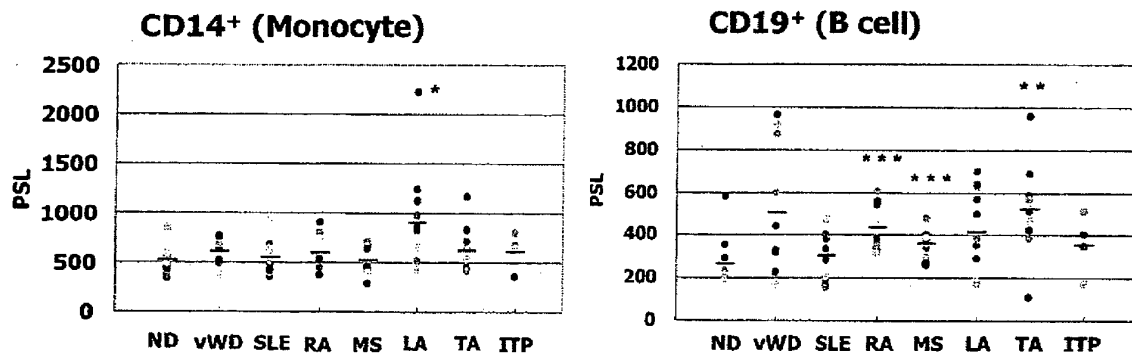 CD14+ (Monocyte)
2500
2000
1500
1000
500
0
PSL
*
ND vWD SLE RA MS LA TA ITP
CD19+ (B cell)
1200
1000
800
600
400
200
0
PSL
**
***
***
ND vWD SLE RA MS LA TA ITP